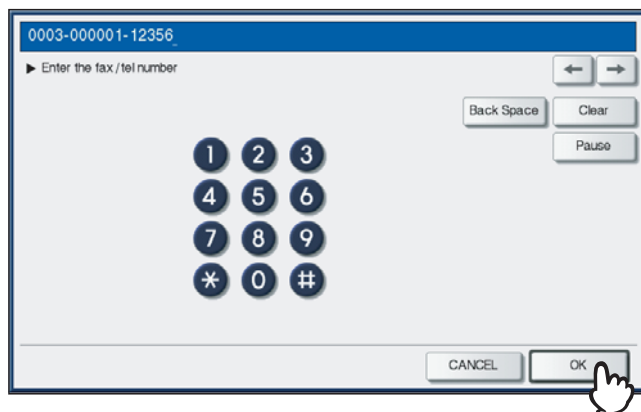 0003-000001-12356_
▶ Enter the fax/tel number
← →
Back Space Clear
Pause
1 2 3
4 5 6
7 8 9
* 0 #
CANCEL OK